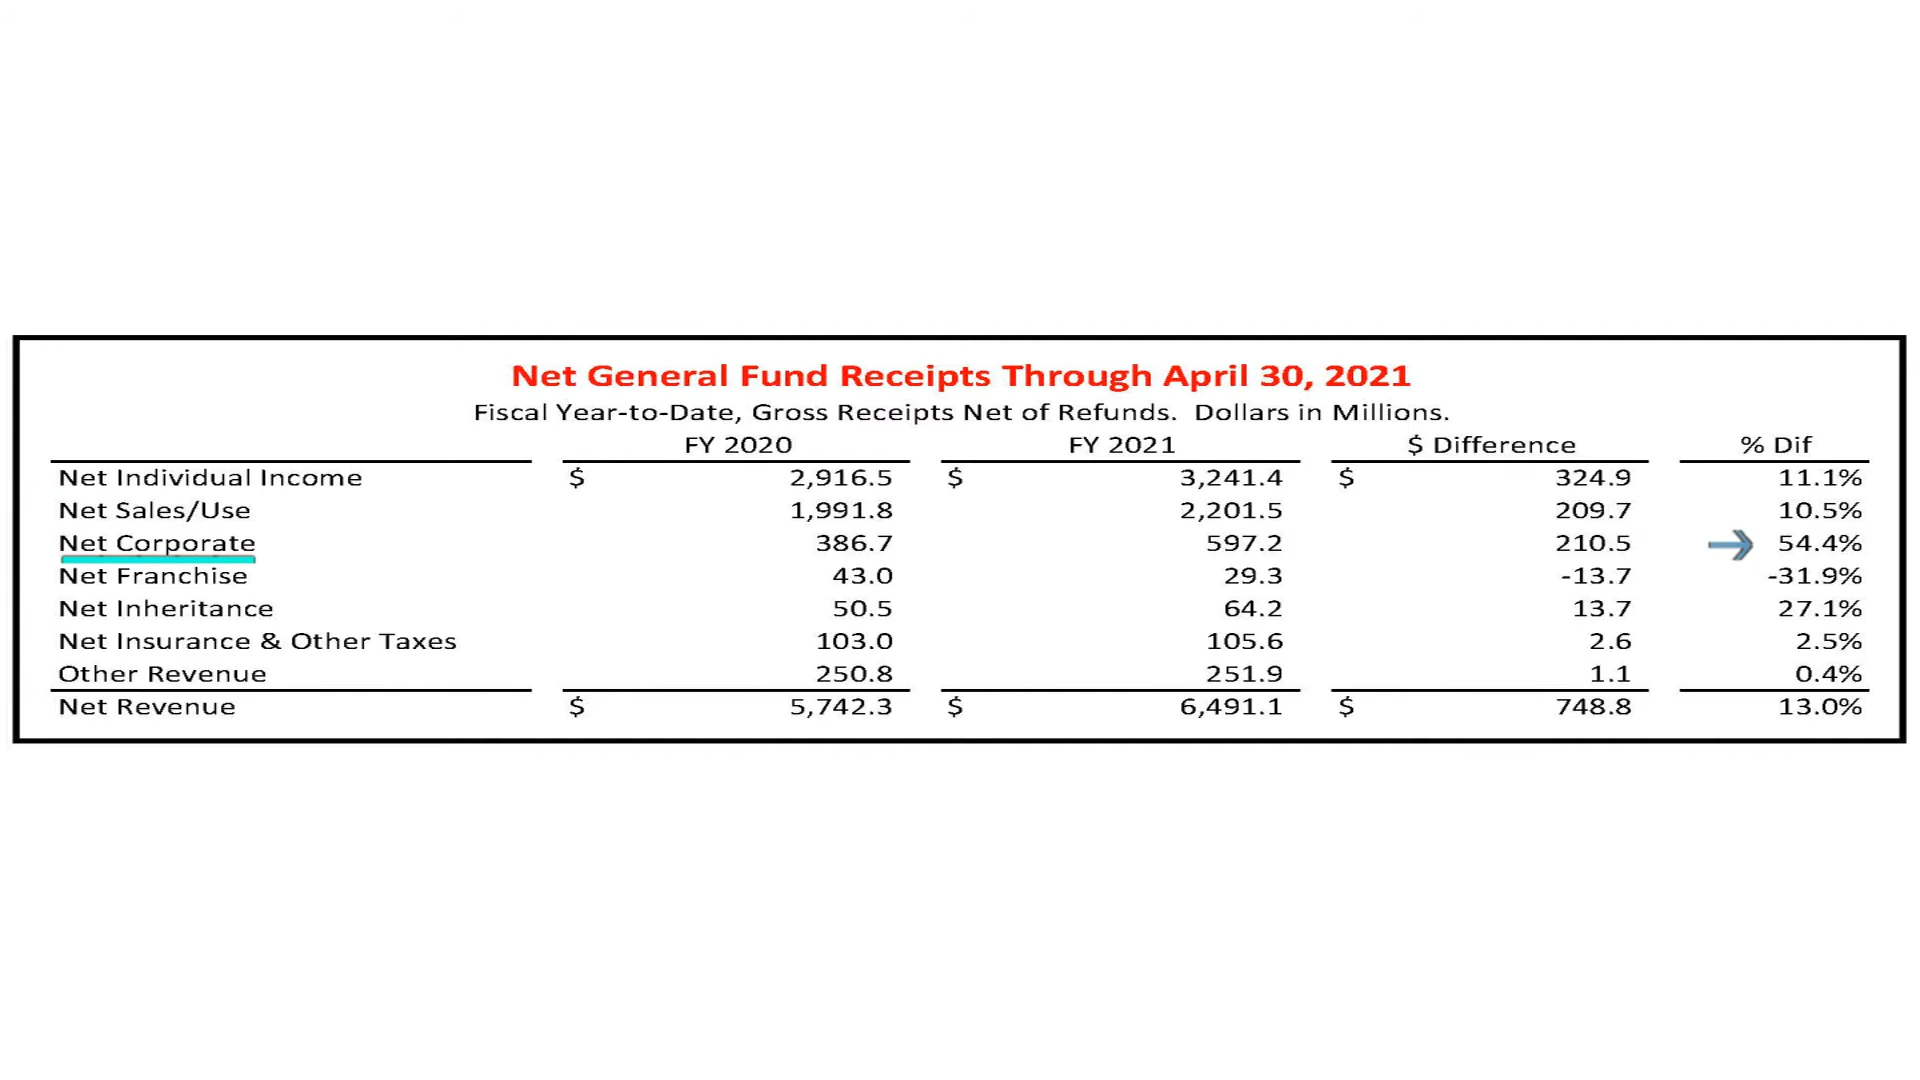 Net General Fund Receipts Through April 30, 2021
Fiscal Year-to-Date, Gross Receipts Net of Refunds. Dollars in Millions.
FY 2020 FY 2021 $ Difference % Dif
Net Individual Income $ 2,916.5 $ 3,241.4 $ 324.9 11.1%
Net Sales/Use 1,991.8 2,201.5 209.7 10.5%
Net Corporate 386.7 597.2 210.5 54.4%
Net Franchise 43.0 29.3 -13.7 -31.9%
Net Inheritance 50.5 64.2 13.7 27.1%
Net Insurance & Other Taxes 103.0 105.6 2.6 2.5%
Other Revenue 250.8 251.9 1.1 0.4%
Net Revenue $ 5,742.3 $ 6,491.1 $ 748.8 13.0%